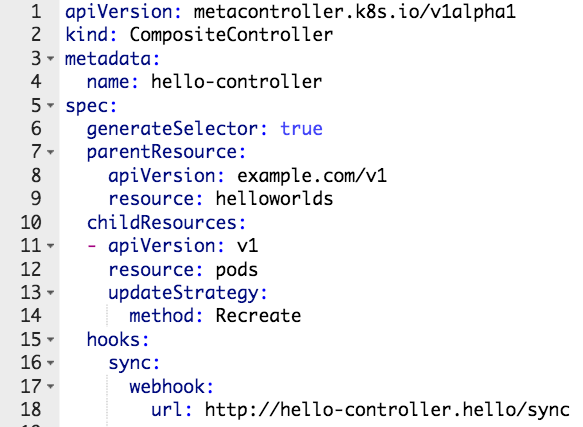 1 apiVersion: metacontroller.k8s.io/v1alpha1
2 kind: CompositeController
3 metadata:
4   name: hello-controller
5 spec:
6   generateSelector: true
7   parentResource:
8     apiVersion: example.com/v1
9     resource: helloworlds
10   childResources:
11   - apiVersion: v1
12     resource: pods
13     updateStrategy:
14       method: Recreate
15   hooks:
16     sync:
17       webhook:
18         url: http://hello-controller.hello/sync